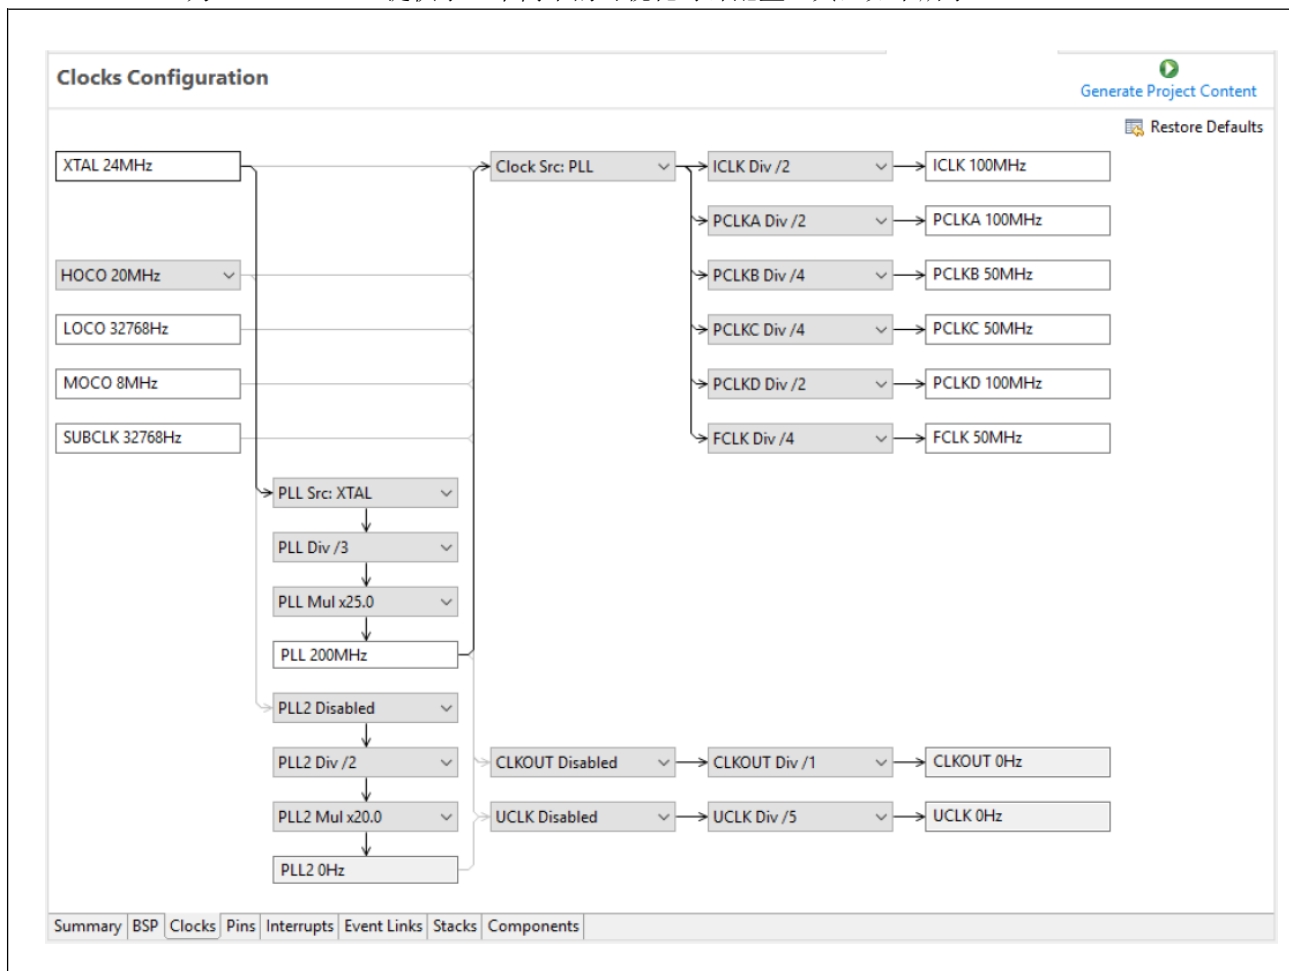 Clocks Configuration
Generate Project Content
Restore Defaults
XTAL 24MHz
Clock Src: PLL
ICLK Div /2
ICLK 100MHz
PCLKA Div /2
PCLKA 100MHz
HOCO 20MHz
PCLKB Div /4
PCLKB 50MHz
LOCO 32768Hz
PCLKC Div /4
PCLKC 50MHz
MOCO 8MHz
PCLKD Div /2
PCLKD 100MHz
SUBCLK 32768Hz
FCLK Div /4
FCLK 50MHz
PLL Src: XTAL
PLL Div /3
PLL Mul x25.0
PLL 200MHz
PLL2 Disabled
PLL2 Div /2
CLKOUT Disabled
CLKOUT Div /1
CLKOUT 0Hz
PLL2 Mul x20.0
UCLK Disabled
UCLK Div /5
UCLK 0Hz
PLL2 0Hz
Summary BSP Clocks Pins Interrupts Event Links Stacks Components